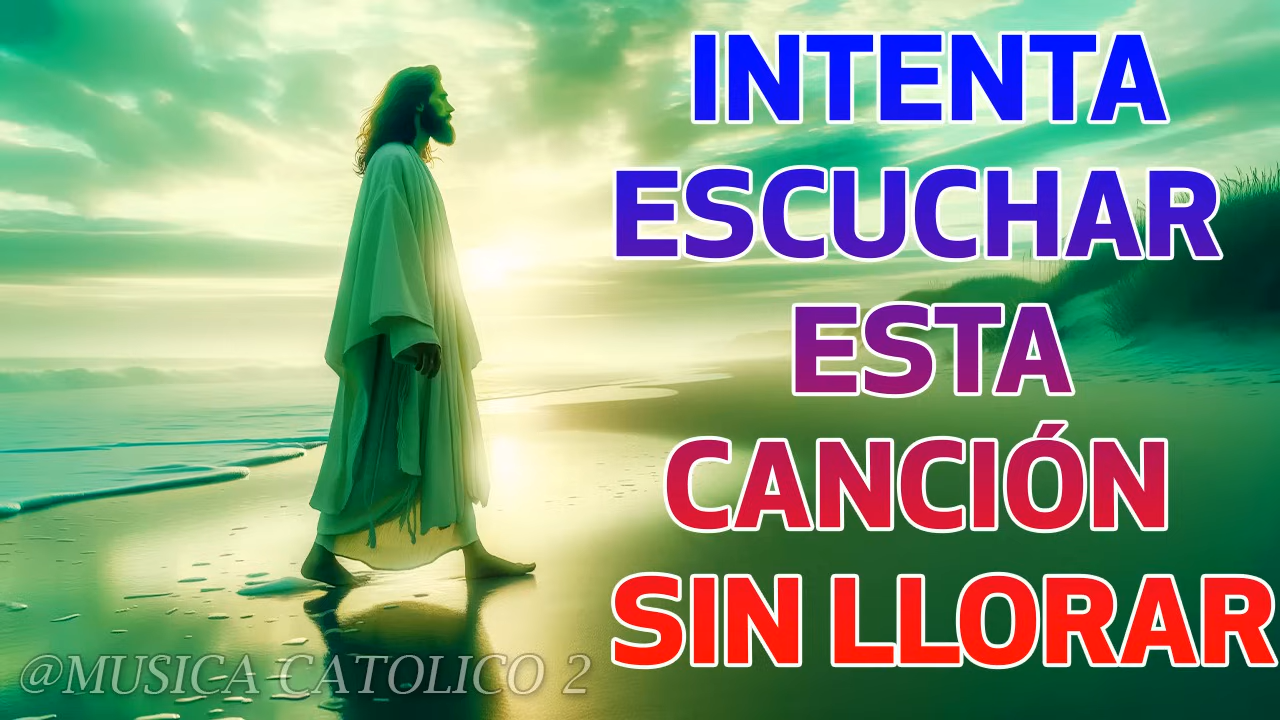 INTENTA
ESCUCHAR
ESTA
CANCIÓN
SIN LLORAR
@MUSICA CATOLICO 2